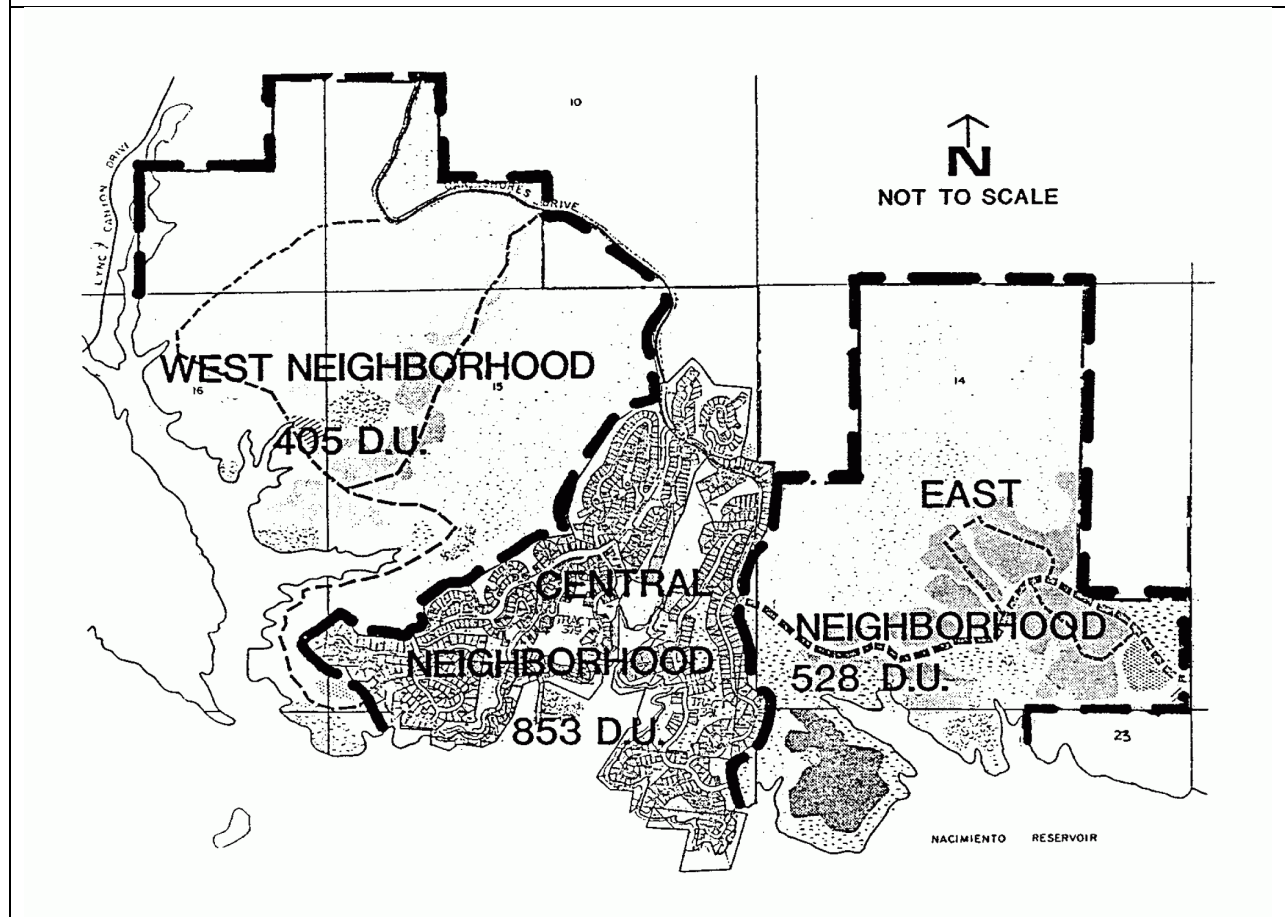 10
N
NOT TO SCALE
CANYON DRIVE
SHORES
DRIVE
WEST NEIGHBORHOOD
16
15
405 D.U.
14
EAST
CENTRAL
TRACT
NEIGHBORHOOD
NEIGHBORHOOD
528 D.U.
853 D.U.
23
NACIMIENTO RESERVOIR